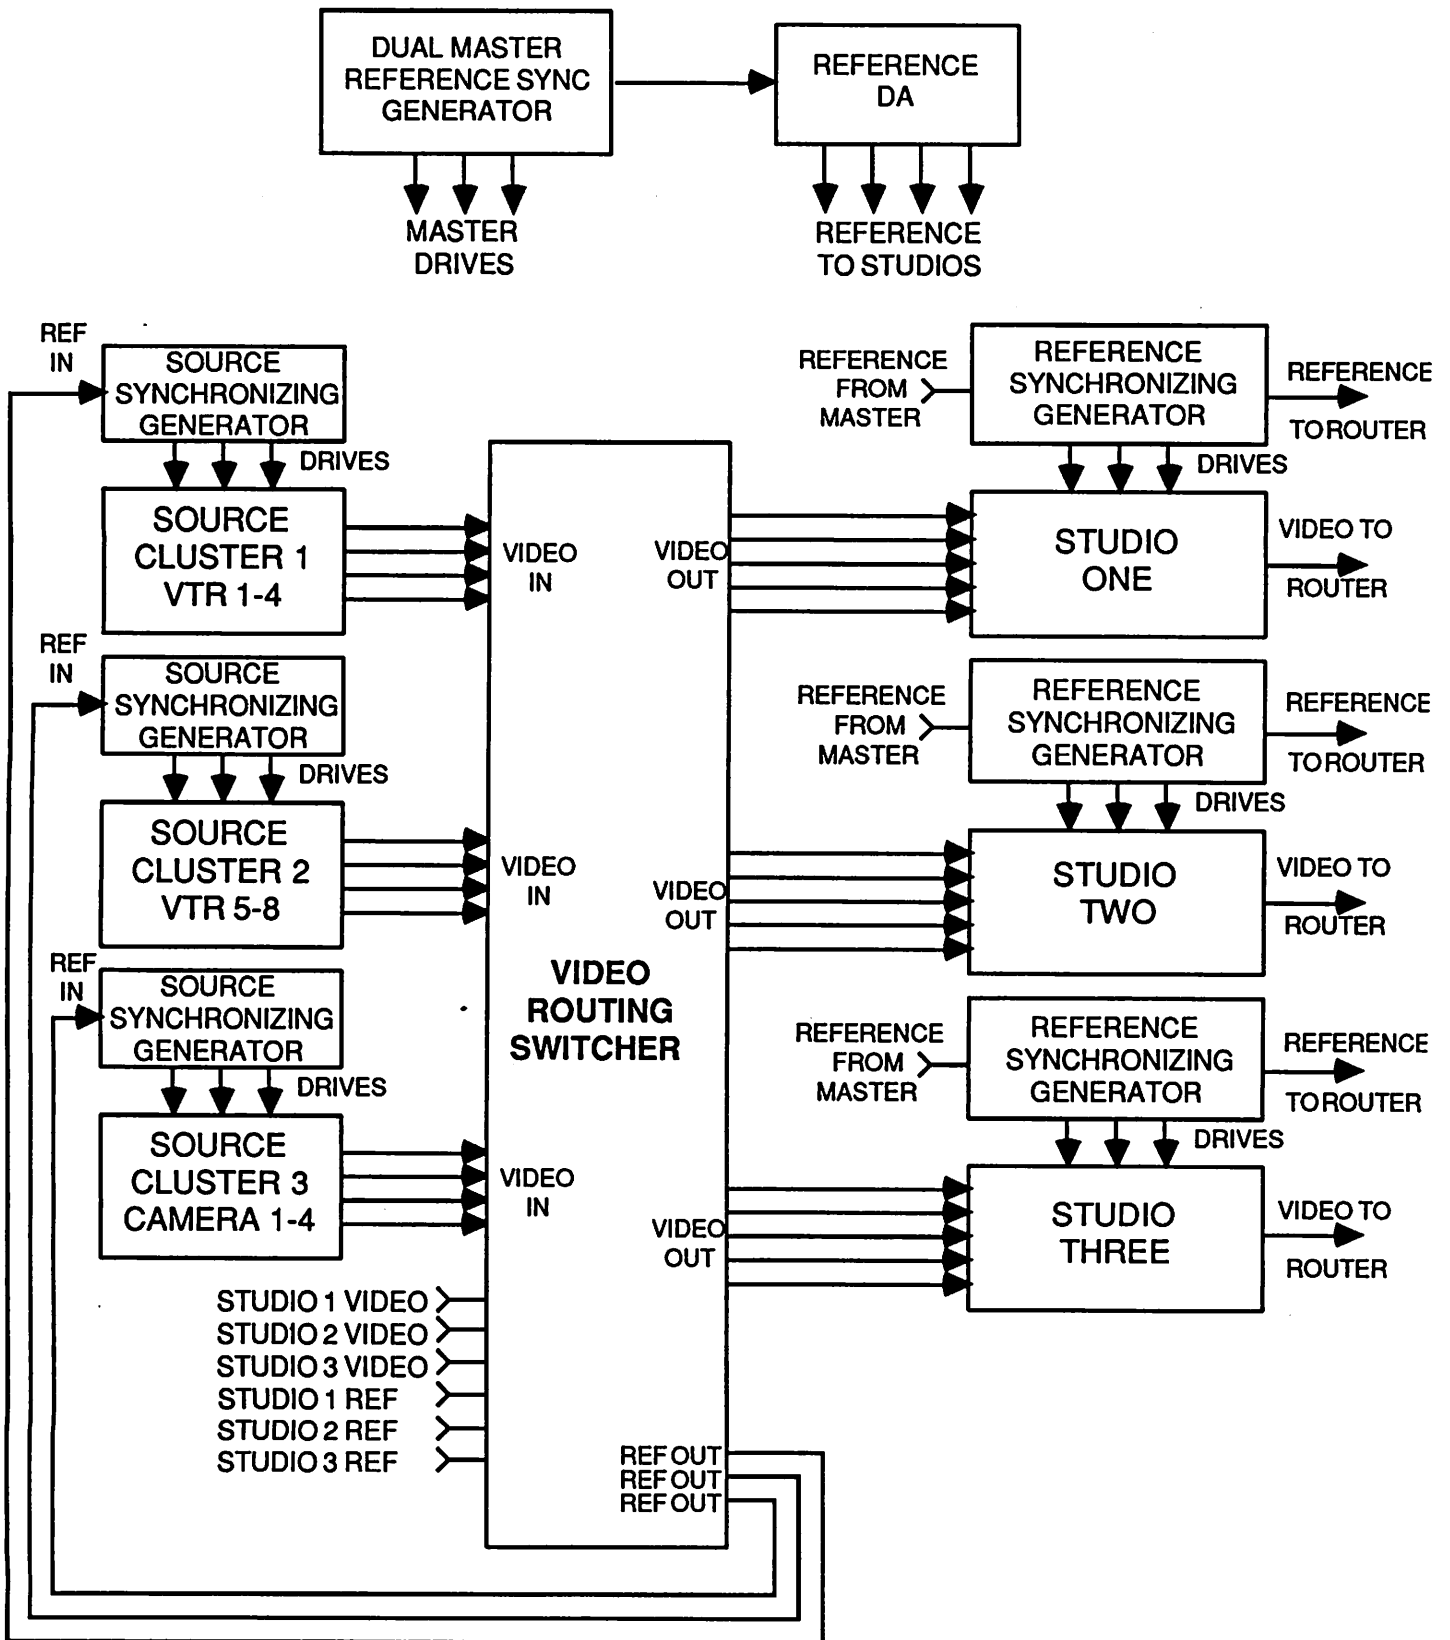 DUAL MASTER
REFERENCE SYNC
GENERATOR
REFERENCE
DA
MASTER
DRIVES
REFERENCE
TO STUDIOS
REF
IN
SOURCE
SYNCHRONIZING
GENERATOR
DRIVES
SOURCE
CLUSTER 1
VTR 1-4
REF
IN
SOURCE
SYNCHRONIZING
GENERATOR
DRIVES
SOURCE
CLUSTER 2
VTR 5-8
REF
IN
SOURCE
SYNCHRONIZING
GENERATOR
DRIVES
SOURCE
CLUSTER 3
CAMERA 1-4
STUDIO 1 VIDEO
STUDIO 2 VIDEO
STUDIO 3 VIDEO
STUDIO 1 REF
STUDIO 2 REF
STUDIO 3 REF
VIDEO
IN
VIDEO
IN
VIDEO
IN
VIDEO
ROUTING
SWITCHER
VIDEO
OUT
VIDEO
OUT
VIDEO
OUT
REF OUT
REF OUT
REF OUT
REFERENCE
FROM
MASTER
REFERENCE
SYNCHRONIZING
GENERATOR
REFERENCE
TO ROUTER
DRIVES
STUDIO
ONE
VIDEO TO
ROUTER
REFERENCE
FROM
MASTER
REFERENCE
SYNCHRONIZING
GENERATOR
REFERENCE
TO ROUTER
DRIVES
STUDIO
TWO
VIDEO TO
ROUTER
REFERENCE
FROM
MASTER
REFERENCE
SYNCHRONIZING
GENERATOR
REFERENCE
TO ROUTER
DRIVES
STUDIO
THREE
VIDEO TO
ROUTER